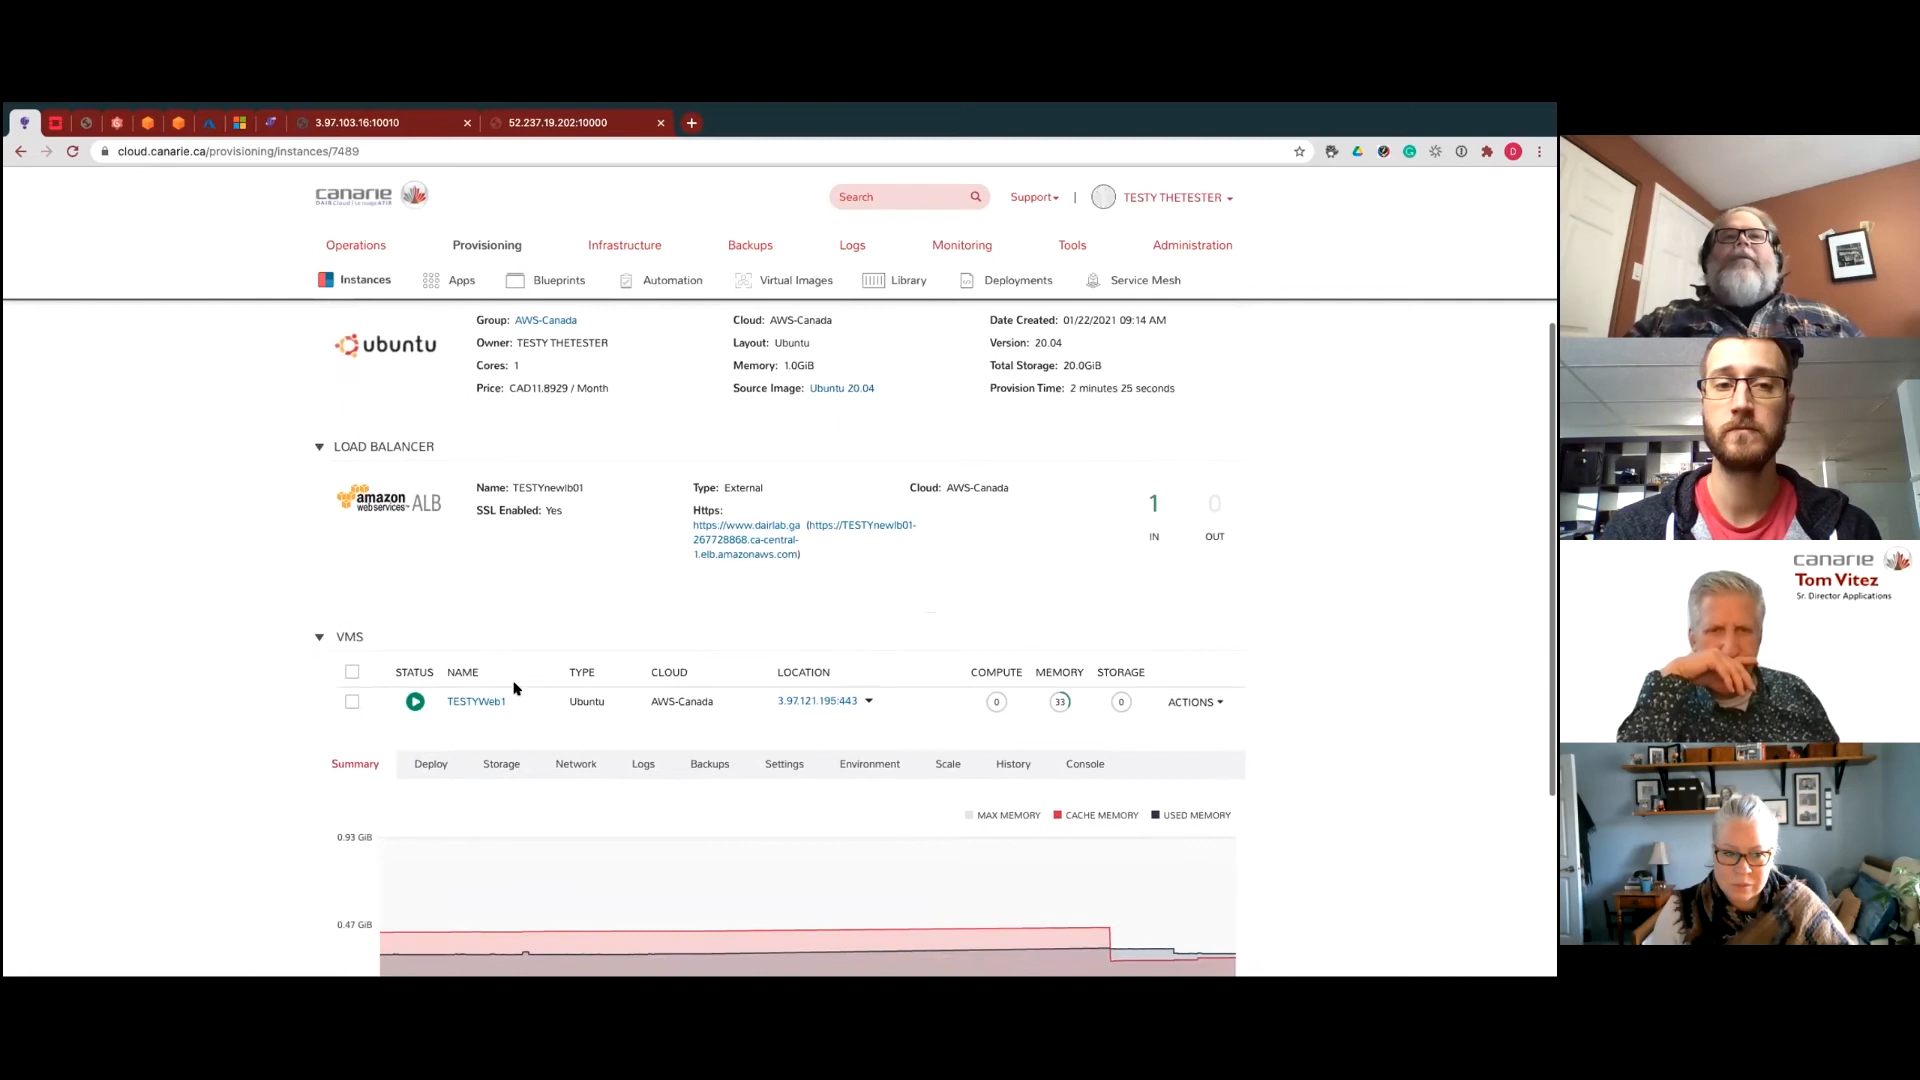 3.97.103.16:10010
52.237.19.202:10000
cloud.canarie.ca/provisioning/instances/7489
canarie
Search
Support
|
TESTY THETESTER
Operations
Provisioning
Infrastructure
Backups
Logs
Monitoring
Tools
Administration
Instances
Apps
Blueprints
Automation
Virtual Images
Library
Deployments
Service Mesh
ubuntu
Group: AWS-Canada
Cloud: AWS-Canada
Date Created: 01/22/2021 09:14 AM
Owner: TESTY THETESTER
Layout: Ubuntu
Version: 20.04
Cores: 1
Memory: 1.0GiB
Total Storage: 20.0GiB
Price: CAD11.8929 / Month
Source Image: Ubuntu 20.04
Provision Time: 2 minutes 25 seconds
LOAD BALANCER
amazon
web services™ ALB
Name: TESTYnewlb01
Type: External
Cloud: AWS-Canada
SSL Enabled: Yes
Https:
https://www.dairlab.ga (https://TESTYnewlb01-
267728868.ca-central-
1.elb.amazonaws.com)
1
0
IN
OUT
VMS
STATUS
NAME
TYPE
CLOUD
LOCATION
COMPUTE
MEMORY
STORAGE
TESTYWeb1
Ubuntu
AWS-Canada
3.97.121.195:443
0
33
0
ACTIONS
Summary
Deploy
Storage
Network
Logs
Backups
Settings
Environment
Scale
History
Console
MAX MEMORY
CACHE MEMORY
USED MEMORY
0.93 GiB
0.47 GiB
canarie
Tom Vitez
Sr. Director Applications
D